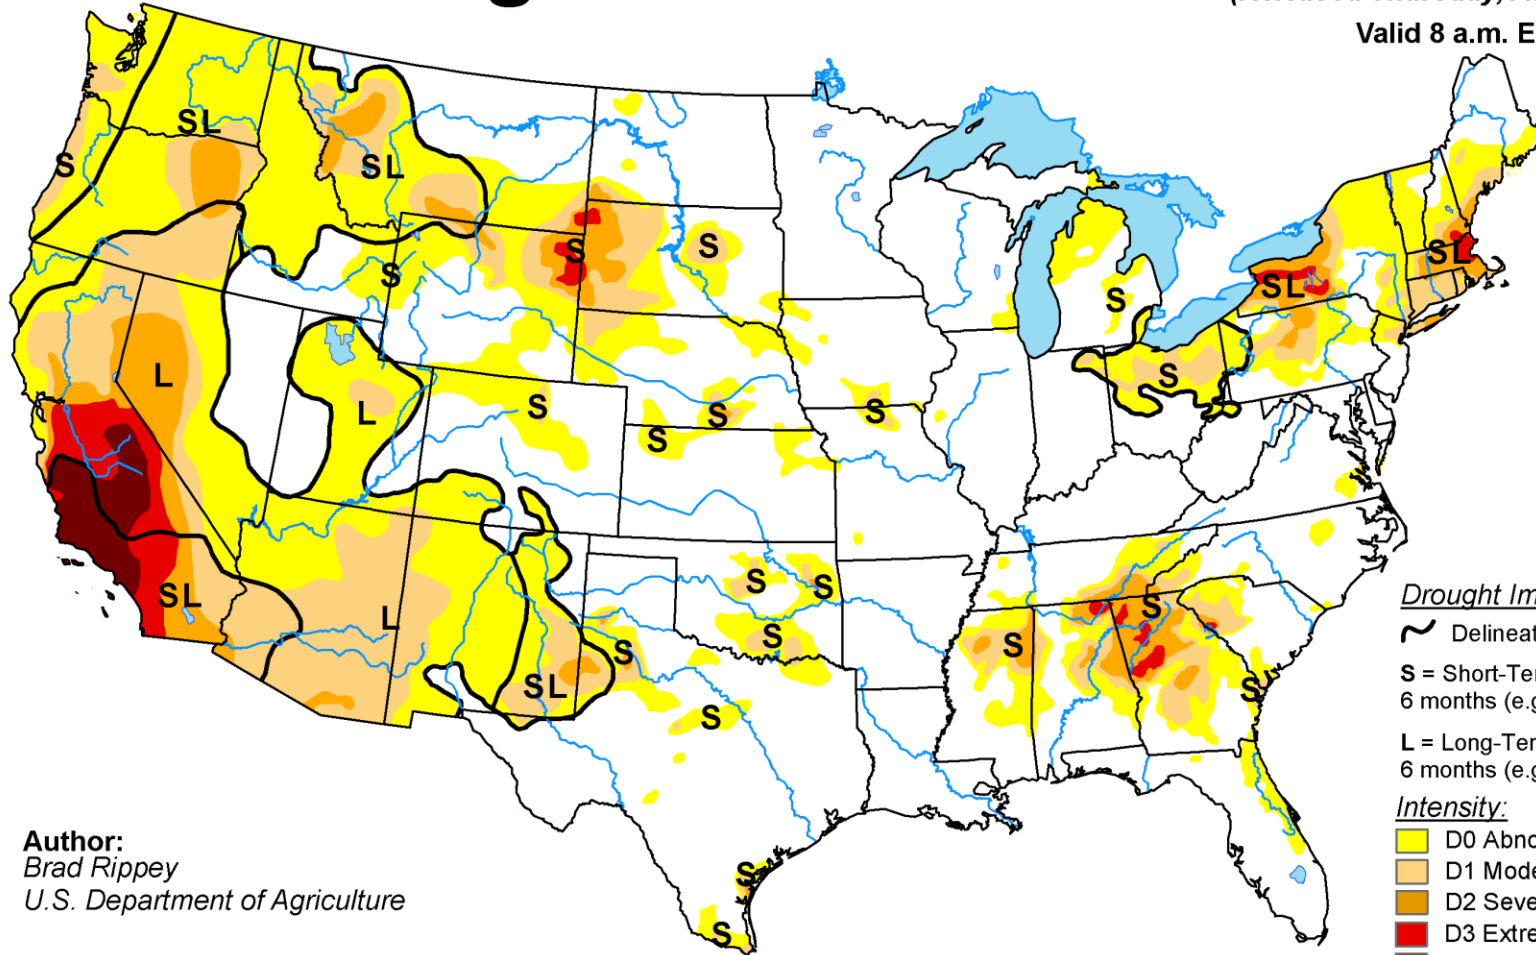 Valid 8 a.m. E
SL
S
SL
S
S
S
S
SL
SL
L
S
L
S
S
S
S
S
S
S
SL
L
S
S
S
S
SL
S
S
S
S
Author:
Brad Rippey
U.S. Department of Agriculture
Drought Im
Delineat
S = Short-Ter
6 months (e.g
L = Long-Ter
6 months (e.g
Intensity:
D0 Abno
D1 Mode
D2 Seve
D3 Extre